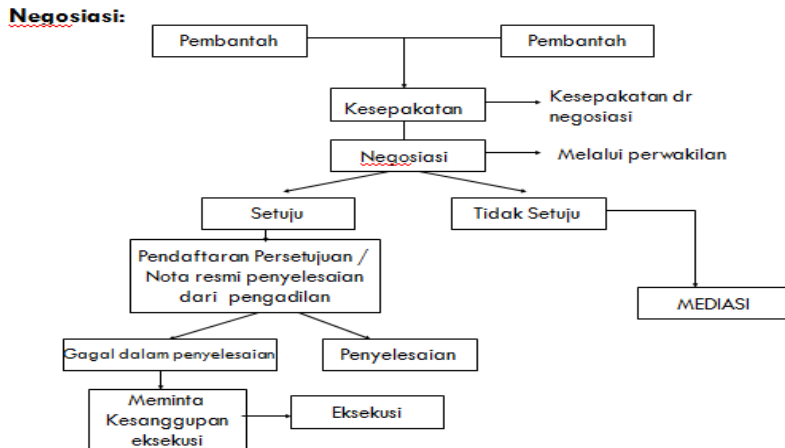 Negosiasi:
Pembantah
Pembantah
Kesepakatan
Kesepakatan dr
negosiasi
Negosiasi
Melalui perwakilan
Setuju
Tidak Setuju
Pendaftaran Persetujuan /
Nota resmi penyelesaian
dari pengadilan
MEDIASI
Gagal dalam penyelesaian
Penyelesaian
Meminta
Kesanggupan
eksekusi
Eksekusi